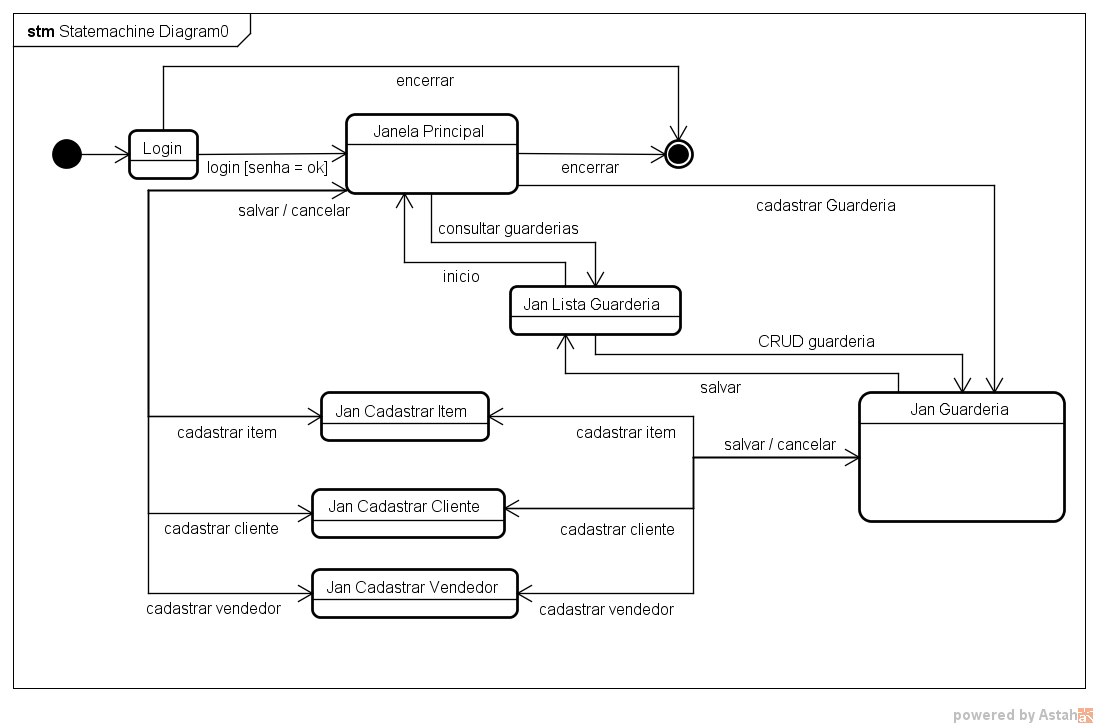 stm Statemachine Diagram0
encerrar
Login
Janela Principal
login [senha = ok]
encerrar
salvar / cancelar
cadastrar Guarderia
consultar guarderias
inicio
Jan Lista Guarderia
CRUD guarderia
salvar
Jan Cadastrar Item
Jan Guarderia
cadastrar item
cadastrar item
salvar / cancelar
Jan Cadastrar Cliente
cadastrar cliente
cadastrar cliente
Jan Cadastrar Vendedor
cadastrar vendedor
cadastrar vendedor
powered by Astah